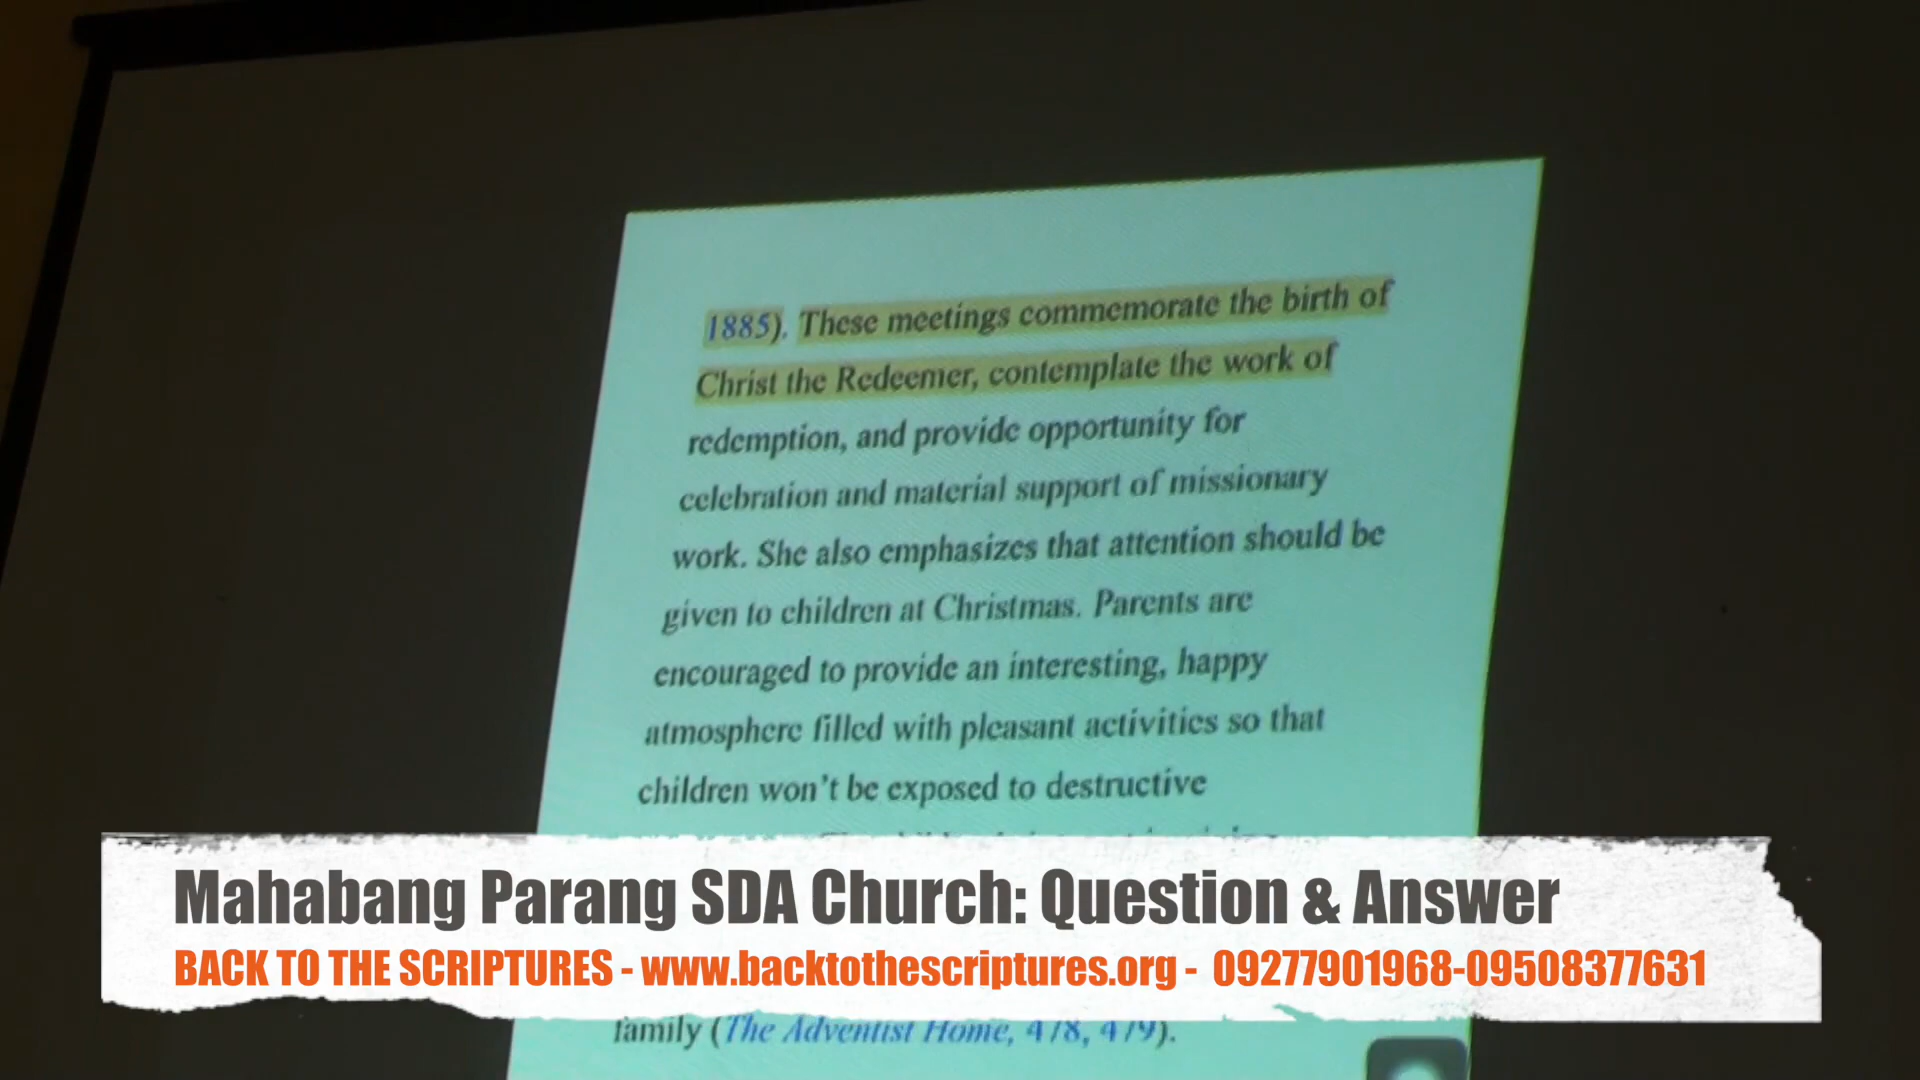 1885). These meetings commemorate the birth of
Christ the Redeemer, contemplate the work of
redemption, and provide opportunity for
celebration and material support of missionary
work. She also emphasizes that attention should be
given to children at Christmas. Parents are
encouraged to provide an interesting, happy
atmosphere filled with pleasant activities so that
children won't be exposed to destructive
Mahabang Parang SDA Church: Question & Answer
BACK TO THE SCRIPTURES - www.backtothescriptures.org - 09277901968-09508377631
family (The Adventist Home, 478, 479).